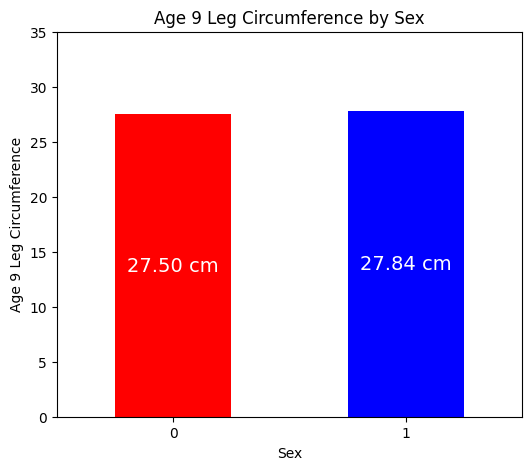 Age 9 Leg Circumference by Sex
35
30
25
20
15
10
5
0
Age 9 Leg Circumference
27.50 cm
27.84 cm
0
1
Sex